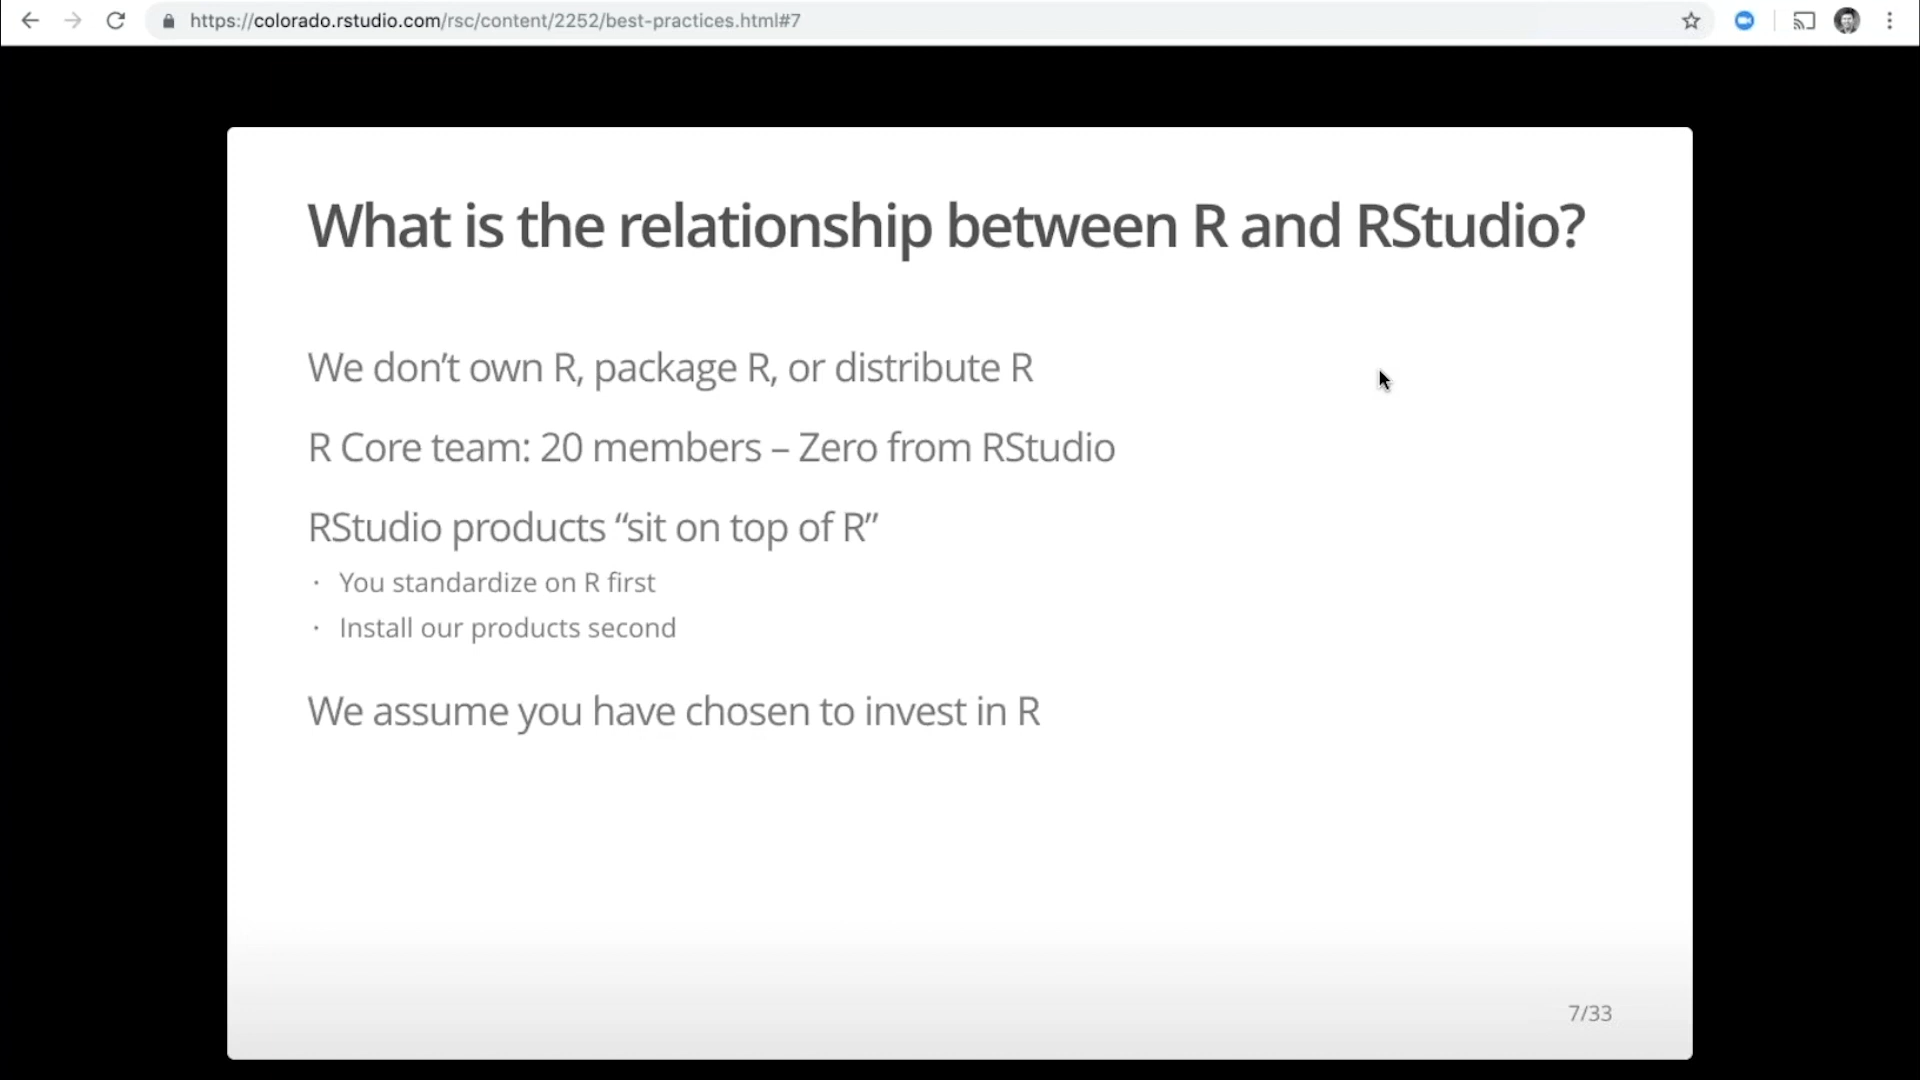 https://colorado.rstudio.com/rsc/content/2252/best-practices.html#7
What is the relationship between R and RStudio?
We don’t own R, package R, or distribute R
R Core team: 20 members – Zero from RStudio
RStudio products “sit on top of R”
· You standardize on R first
· Install our products second
We assume you have chosen to invest in R
7/33